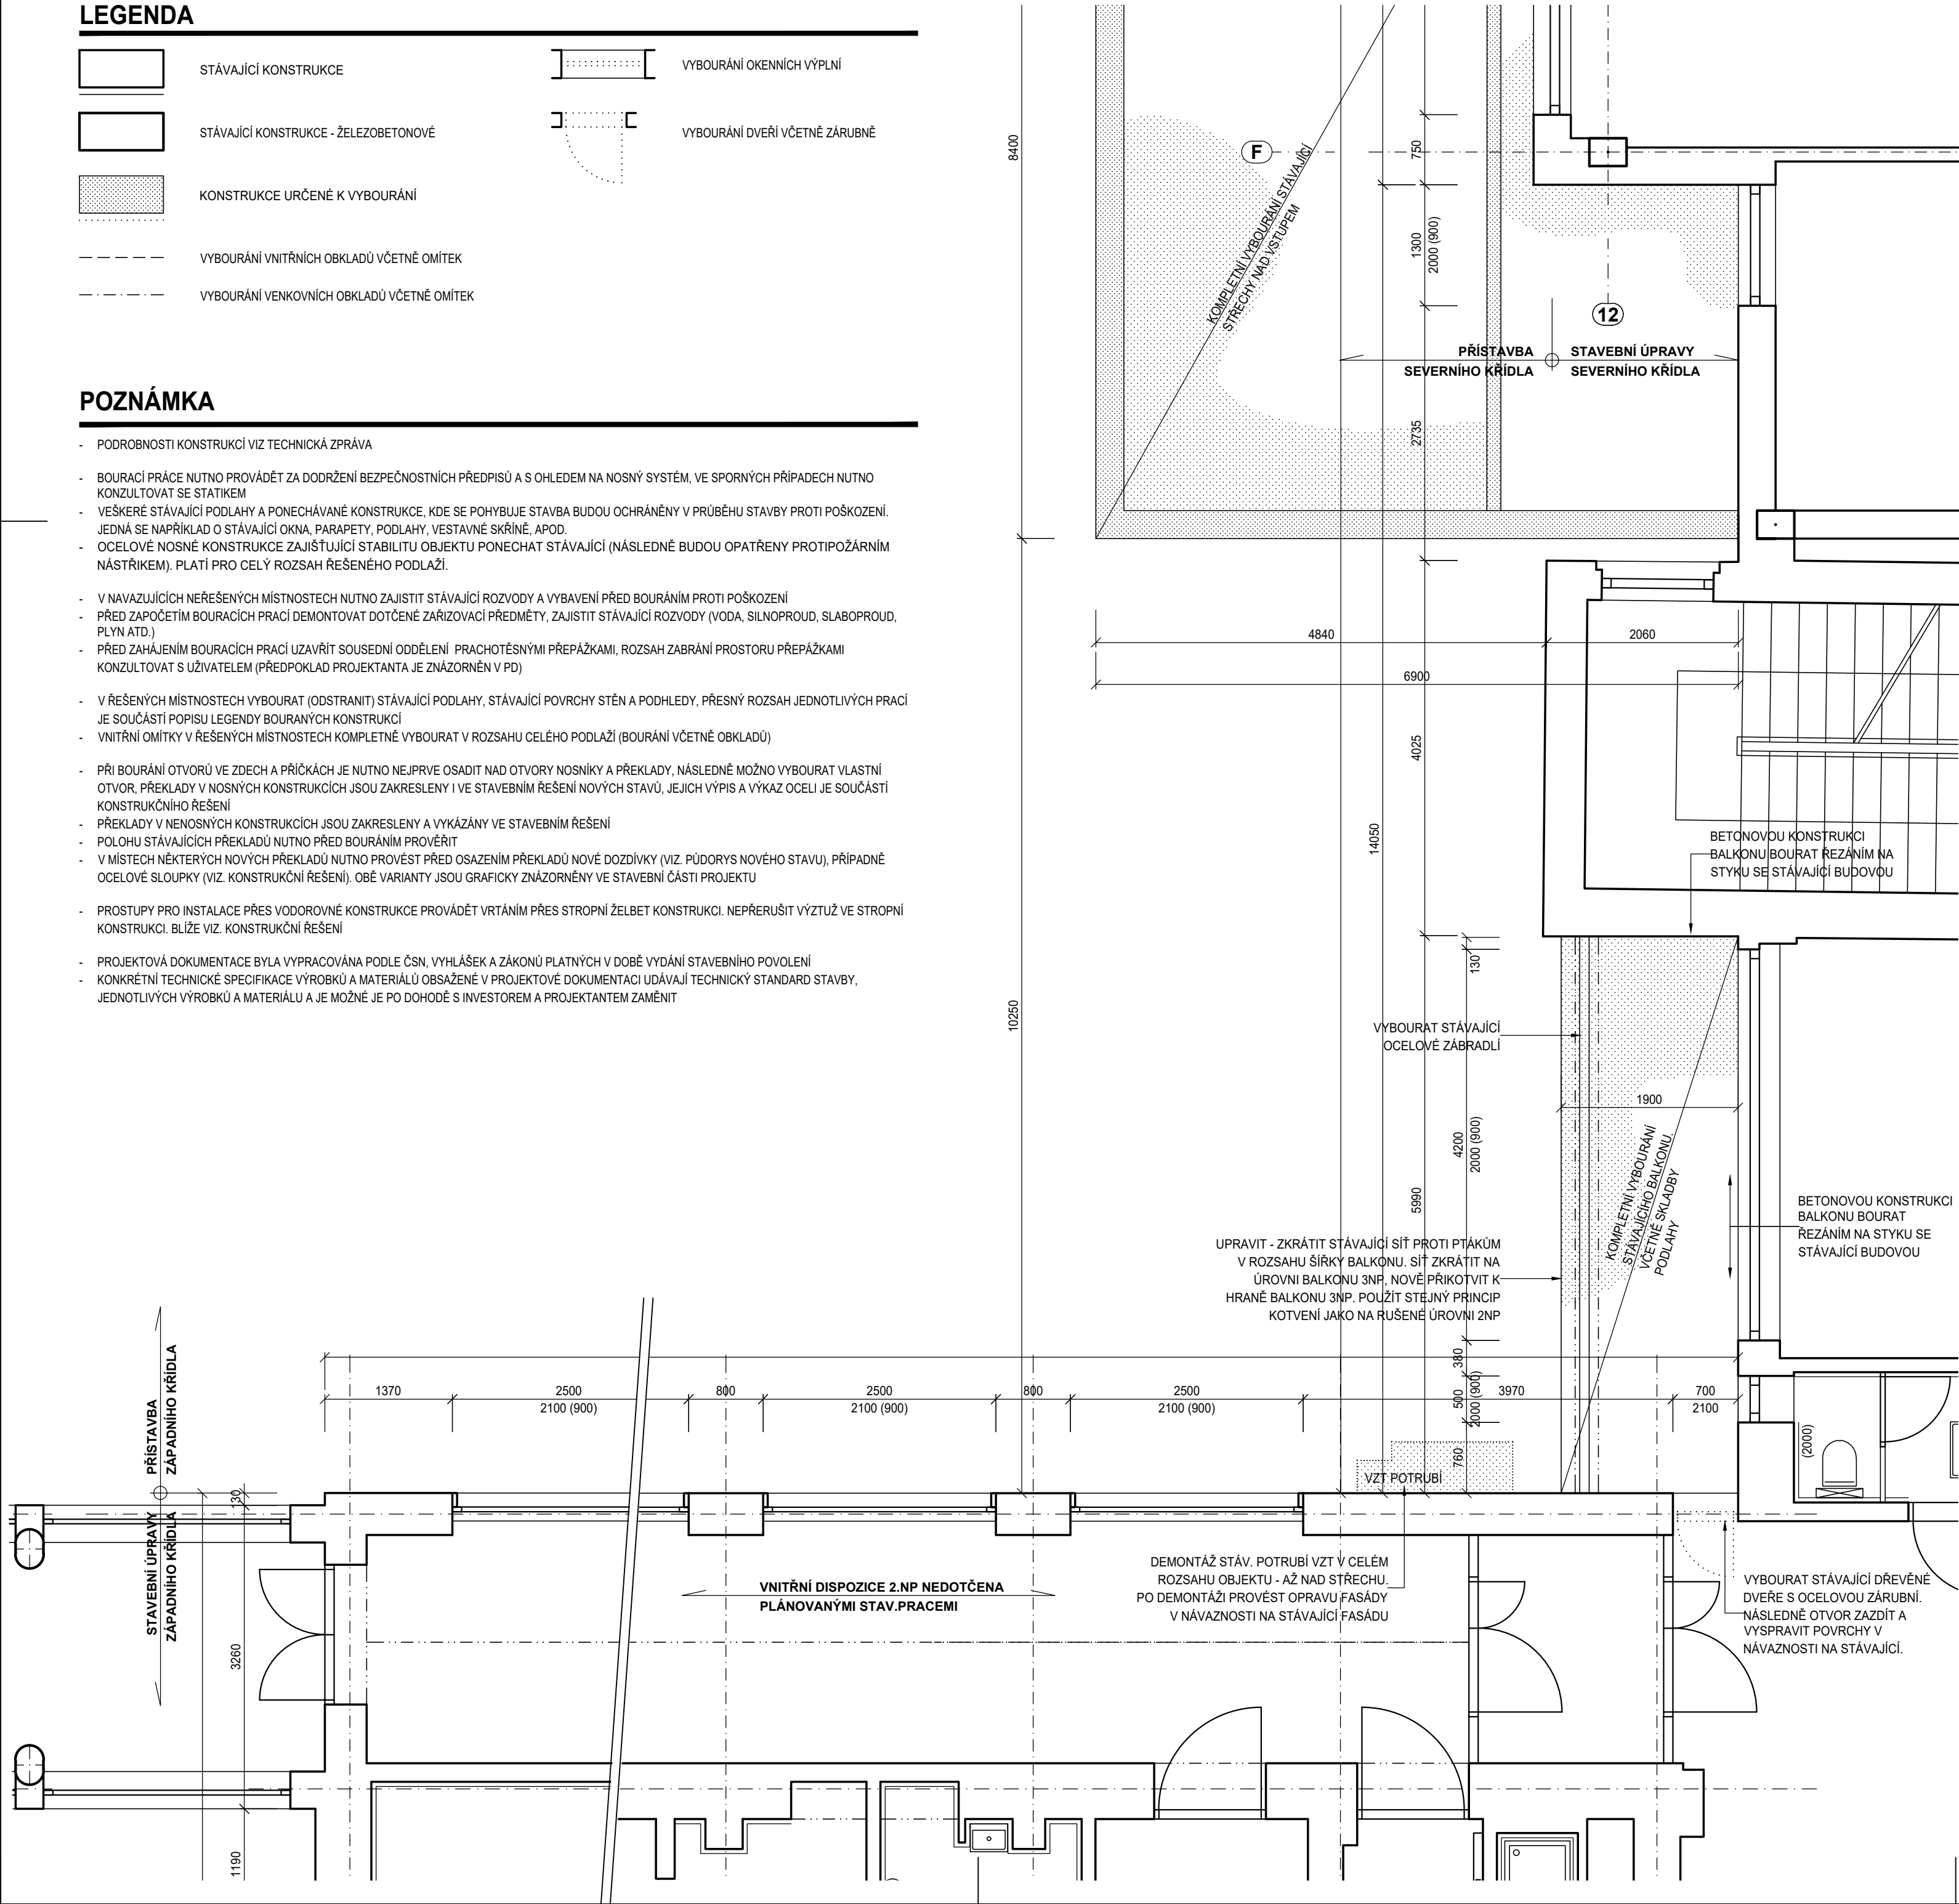 LEGENDA
STÁVAJÍCÍ KONSTRUKCE
VYBOURÁNÍ OKENNÍCH VÝPLNÍ
STÁVAJÍCÍ KONSTRUKCE - ŽELEZOBETONOVÉ
VYBOURÁNÍ DVEŘÍ VČETNĚ ZÁRUBNĚ
KONSTRUKCE URČENÉ K VYBOURÁNÍ
VYBOURÁNÍ VNITŘNÍCH OBKLADŮ VČETNĚ OMÍTEK
VYBOURÁNÍ VENKOVNÍCH OBKLADŮ VČETNĚ OMÍTEK
POZNÁMKA
- PODROBNOSTI KONSTRUKCÍ VIZ TECHNICKÁ ZPRÁVA
- BOURACÍ PRÁCE NUTNO PROVÁDĚT ZA DODRŽENÍ BEZPEČNOSTNÍCH PŘEDPISŮ A S OHLEDEM NA NOSNÝ SYSTÉM, VE SPORNÝCH PŘÍPADECH NUTNO
KONZULTOVAT SE STATIKEM
- VEŠKERÉ STÁVAJÍCÍ PODLAHY A PONECHÁVANÉ KONSTRUKCE, KDE SE POHYBUJE STAVBA BUDOU OCHRÁNĚNY V PRŮBĚHU STAVBY PROTI POŠKOZENÍ.
JEDNÁ SE NAPŘÍKLAD O STÁVAJÍCÍ OKNA, PARAPETY, PODLAHY, VESTAVNÉ SKŘÍNĚ, APOD.
- OCELOVÉ NOSNÉ KONSTRUKCE ZAJIŠŤUJÍCÍ STABILITU OBJEKTU PONECHAT STÁVAJÍCÍ (NÁSLEDNĚ BUDOU OPATŘENY PROTIPOŽÁRNÍM
NÁSTŘIKEM). PLATÍ PRO CELÝ ROZSAH ŘEŠENÉHO PODLAŽÍ.
- V NAVAZUJÍCÍCH NEŘEŠENÝCH MÍSTNOSTECH NUTNO ZAJISTIT STÁVAJÍCÍ ROZVODY A VYBAVENÍ PŘED BOURÁNÍM PROTI POŠKOZENÍ
- PŘED ZAPOČETÍM BOURACÍCH PRACÍ DEMONTOVAT DOTČENÉ ZAŘIZOVACÍ PŘEDMĚTY, ZAJISTIT STÁVAJÍCÍ ROZVODY (VODA, SILNOPROUD, SLABOPROUD,
PLYN ATD.)
- PŘED ZAHÁJENÍM BOURACÍCH PRACÍ UZAVŘÍT SOUSEDNÍ ODDĚLENÍ PRACHOTĚSNÝMI PŘEPÁŽKAMI, ROZSAH ZABRÁNÍ PROSTORU PŘEPÁŽKAMI
KONZULTOVAT S UŽIVATELEM (PŘEDPOKLAD PROJEKTANTA JE ZNÁZORNĚN V PD)
- V ŘEŠENÝCH MÍSTNOSTECH VYBOURAT (ODSTRANIT) STÁVAJÍCÍ PODLAHY, STÁVAJÍCÍ POVRCHY STĚN A PODHLEDY, PŘESNÝ ROZSAH JEDNOTLIVÝCH PRACÍ
JE SOUČÁSTÍ POPISU LEGENDY BOURANÝCH KONSTRUKCÍ
- VNITŘNÍ OMÍTKY V ŘEŠENÝCH MÍSTNOSTECH KOMPLETNĚ VYBOURAT V ROZSAHU CELÉHO PODLAŽÍ (BOURÁNÍ VČETNĚ OBKLADŮ)
- PŘI BOURÁNÍ OTVORŮ VE ZDECH A PŘÍČKÁCH JE NUTNO NEJPRVE OSADIT NAD OTVORY NOSNÍKY A PŘEKLADY, NÁSLEDNĚ MOŽNO VYBOURAT VLASTNÍ
OTVOR, PŘEKLADY V NOSNÝCH KONSTRUKCÍCH JSOU ZAKRESLENY I VE STAVEBNÍM ŘEŠENÍ NOVÝCH STAVŮ, JEJICH VÝPIS A VÝKAZ OCELI JE SOUČÁSTÍ
KONSTRUKČNÍHO ŘEŠENÍ
- PŘEKLADY V NENOSNÝCH KONSTRUKCÍCH JSOU ZAKRESLENY A VYKÁZÁNY VE STAVEBNÍM ŘEŠENÍ
- POLOHU STÁVAJÍCÍCH PŘEKLADŮ NUTNO PŘED BOURÁNÍM PROVĚŘIT
- V MÍSTECH NĚKTERÝCH NOVÝCH PŘEKLADŮ NUTNO PROVÉST PŘED OSAZENÍM PŘEKLADŮ NOVÉ DOZDÍVKY (VIZ. PŮDORYS NOVÉHO STAVU), PŘÍPADNĚ
OCELOVÉ SLOUPKY (VIZ. KONSTRUKČNÍ ŘEŠENÍ). OBĚ VARIANTY JSOU GRAFICKY ZNÁZORNĚNY VE STAVEBNÍ ČÁSTI PROJEKTU
- PROSTUPY PRO INSTALACE PŘES VODOROVNÉ KONSTRUKCE PROVÁDĚT VRTÁNÍM PŘES STROPNÍ ŽELBET KONSTRUKCI. NEPŘERUŠIT VÝZTUŽ VE STROPNÍ
KONSTRUKCI. BLÍŽE VIZ. KONSTRUKČNÍ ŘEŠENÍ
- PROJEKTOVÁ DOKUMENTACE BYLA VYPRACOVÁNA PODLE ČSN, VYHLÁŠEK A ZÁKONŮ PLATNÝCH V DOBĚ VYDÁNÍ STAVEBNÍHO POVOLENÍ
- KONKRÉTNÍ TECHNICKÉ SPECIFIKACE VÝROBKŮ A MATERIÁLŮ OBSAŽENÉ V PROJEKTOVÉ DOKUMENTACI UDÁVAJÍ TECHNICKÝ STANDARD STAVBY,
JEDNOTLIVÝCH VÝROBKŮ A MATERIÁLU A JE MOŽNÉ JE PO DOHODĚ S INVESTOREM A PROJEKTANTEM ZAMĚNIT
8400
F
KOMPLETNÍ VYBOURÁNÍ STÁVAJÍCÍ
STŘECHY NAD VSTUPEM
750
1300
2000 (900)
12
PŘÍSTAVBA
SEVERNÍHO KŘÍDLA
STAVEBNÍ ÚPRAVY
SEVERNÍHO KŘÍDLA
2735
4840
2060
6900
4025
14050
10250
BETONOVOU KONSTRUKCI
BALKONU BOURAT ŘEZÁNÍM NA
STYKU SE STÁVAJÍCÍ BUDOVOU
130
VYBOURAT STÁVAJÍCÍ
OCELOVÉ ZÁBRADLÍ
1900
4200
2000 (900)
5990
KOMPLETNÍ VYBOURÁNÍ
STÁVAJÍCÍHO BALKONU.
VČETNĚ SKLADBY
PODLAHY
BETONOVOU KONSTRUKCI
BALKONU BOURAT
ŘEZÁNÍM NA STYKU SE
STÁVAJÍCÍ BUDOVOU
UPRAVIT - ZKRÁTIT STÁVAJÍCÍ SÍŤ PROTI PTÁKŮM
V ROZSAHU ŠÍŘKY BALKONU. SÍŤ ZKRÁTIT NA
ÚROVNI BALKONU 3NP, NOVĚ PŘIKOTVIT K
HRANĚ BALKONU 3NP. POUŽÍT STEJNÝ PRINCIP
KOTVENÍ JAKO NA RUŠENÉ ÚROVNI 2NP
380
500
2000 (900)
760
1370
2500
2100 (900)
800
2500
2100 (900)
800
2500
2100 (900)
3970
700
2100
(2000)
VZT POTRUBÍ
PŘÍSTAVBA
ZÁPADNÍHO KŘÍDLA
STAVEBNÍ ÚPRAVY
ZÁPADNÍHO KŘÍDLA
130
3260
1190
VNITŘNÍ DISPOZICE 2.NP NEDOTČENA
PLÁNOVANÝMI STAV.PRACEMI
DEMONTÁŽ STÁV. POTRUBÍ VZT V CELÉM
ROZSAHU OBJEKTU - AŽ NAD STŘECHU.
PO DEMONTÁŽI PROVÉST OPRAVU FASÁDY
V NÁVAZNOSTI NA STÁVAJÍCÍ FASÁDU
VYBOURAT STÁVAJÍCÍ DŘEVĚNÉ
DVEŘE S OCELOVOU ZÁRUBNÍ.
NÁSLEDNĚ OTVOR ZAZDÍT A
VYSPRAVIT POVRCHY V
NÁVAZNOSTI NA STÁVAJÍCÍ.